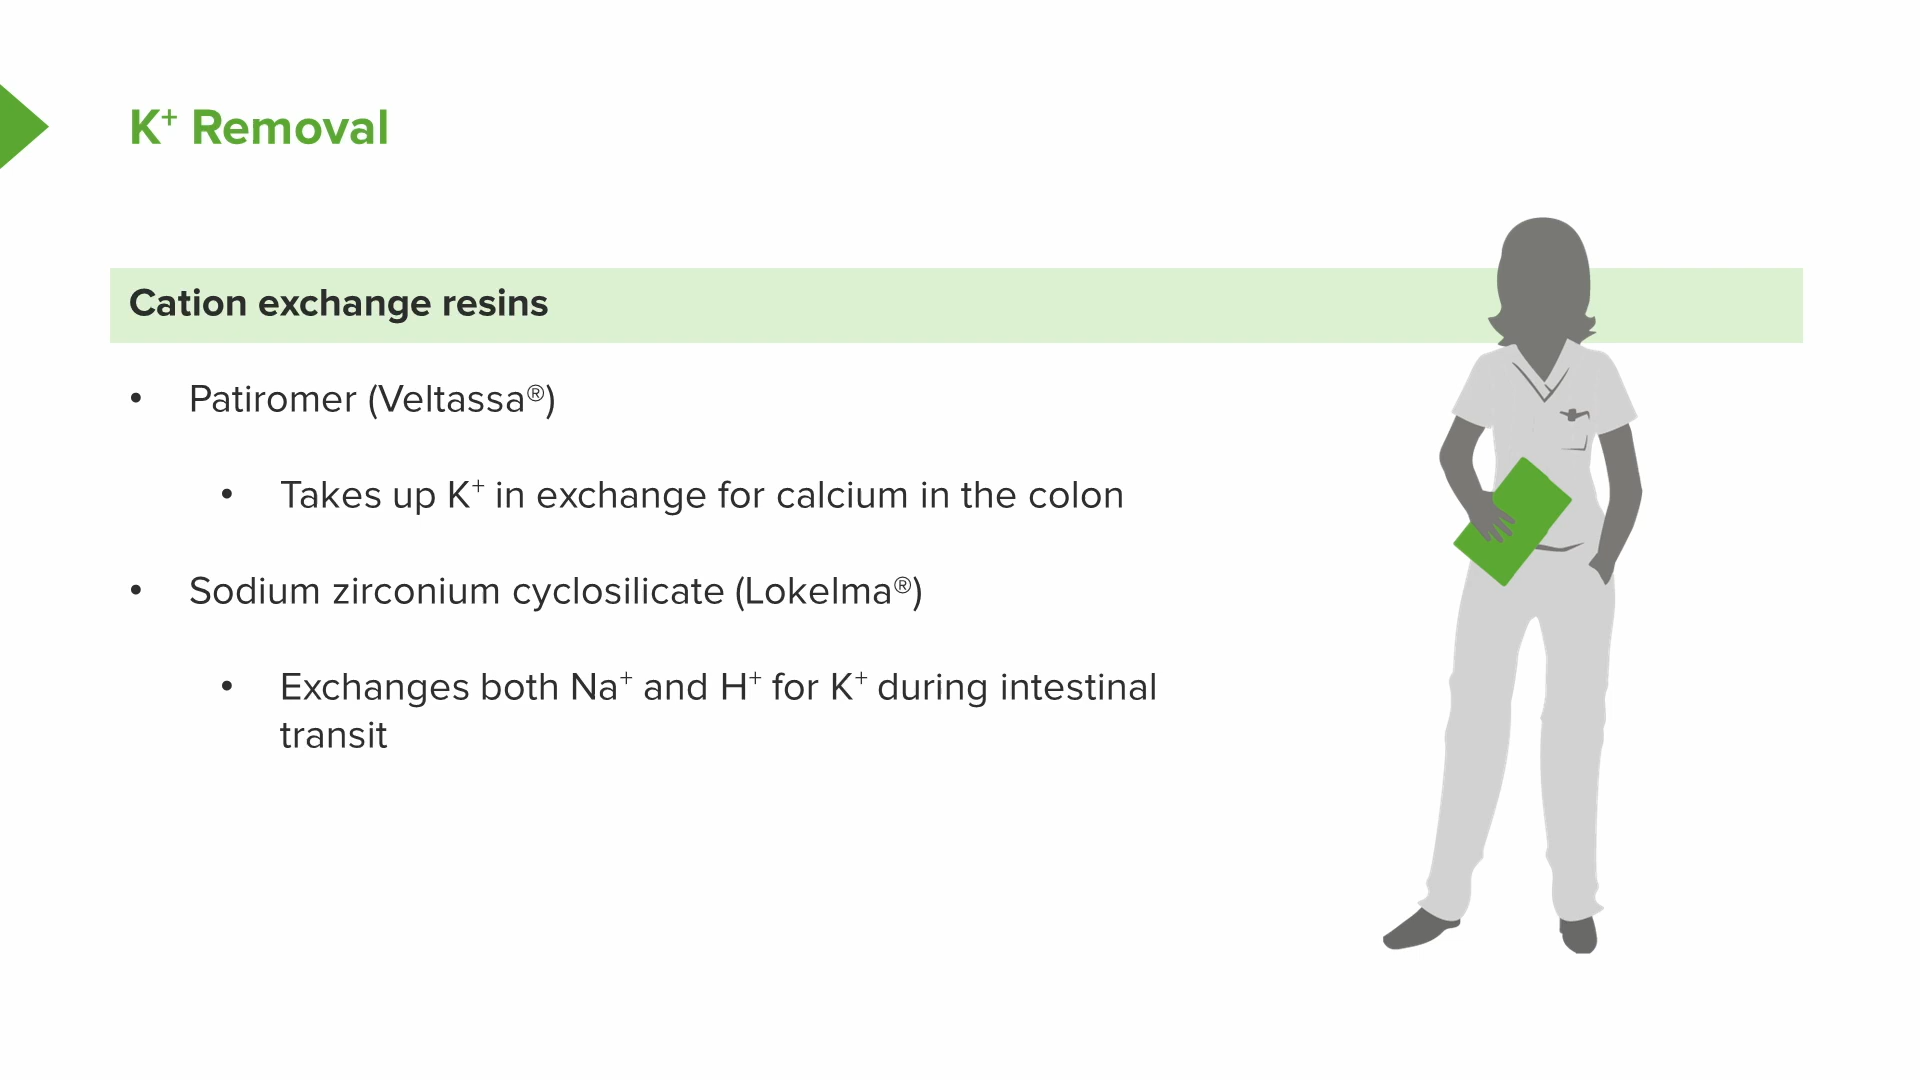 K⁺ Removal
Cation exchange resins
• Patiromer (Veltassa®)
• Takes up K⁺ in exchange for calcium in the colon
• Sodium zirconium cyclosilicate (Lokelma®)
• Exchanges both Na⁺ and H⁺ for K⁺ during intestinal
transit